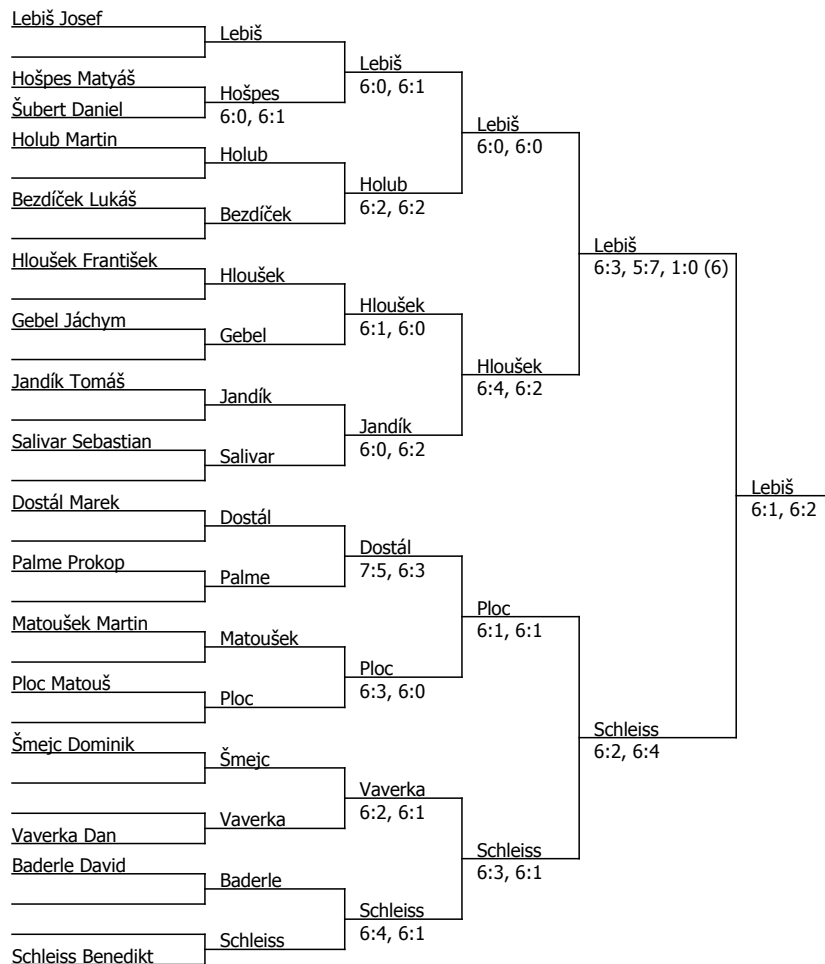 Lebiš Josef
Hošpes Matyáš
Šubert Daniel
Holub Martin
Bezdíček Lukáš
Hloušek František
Gebel Jáchym
Jandík Tomáš
Salivar Sebastian
Dostál Marek
Palme Prokop
Matoušek Martin
Ploc Matouš
Šmejc Dominik
Vaverka Dan
Baderle David
Schleiss Benedikt
Lebiš
Hošpes
6:0, 6:1
Holub
Bezdíček
Hloušek
Gebel
Jandík
Salivar
Dostál
Palme
Matoušek
Ploc
Šmejc
Vaverka
Baderle
Schleiss
Lebiš
6:0, 6:1
Holub
6:2, 6:2
Hloušek
6:1, 6:0
Jandík
6:0, 6:2
Dostál
7:5, 6:3
Ploc
6:3, 6:0
Vaverka
6:2, 6:1
Schleiss
6:4, 6:1
Lebiš
6:0, 6:0
Hloušek
6:4, 6:2
Ploc
6:1, 6:1
Schleiss
6:3, 6:1
Lebiš
6:3, 5:7, 1:0 (6)
Schleiss
6:2, 6:4
Lebiš
6:1, 6:2